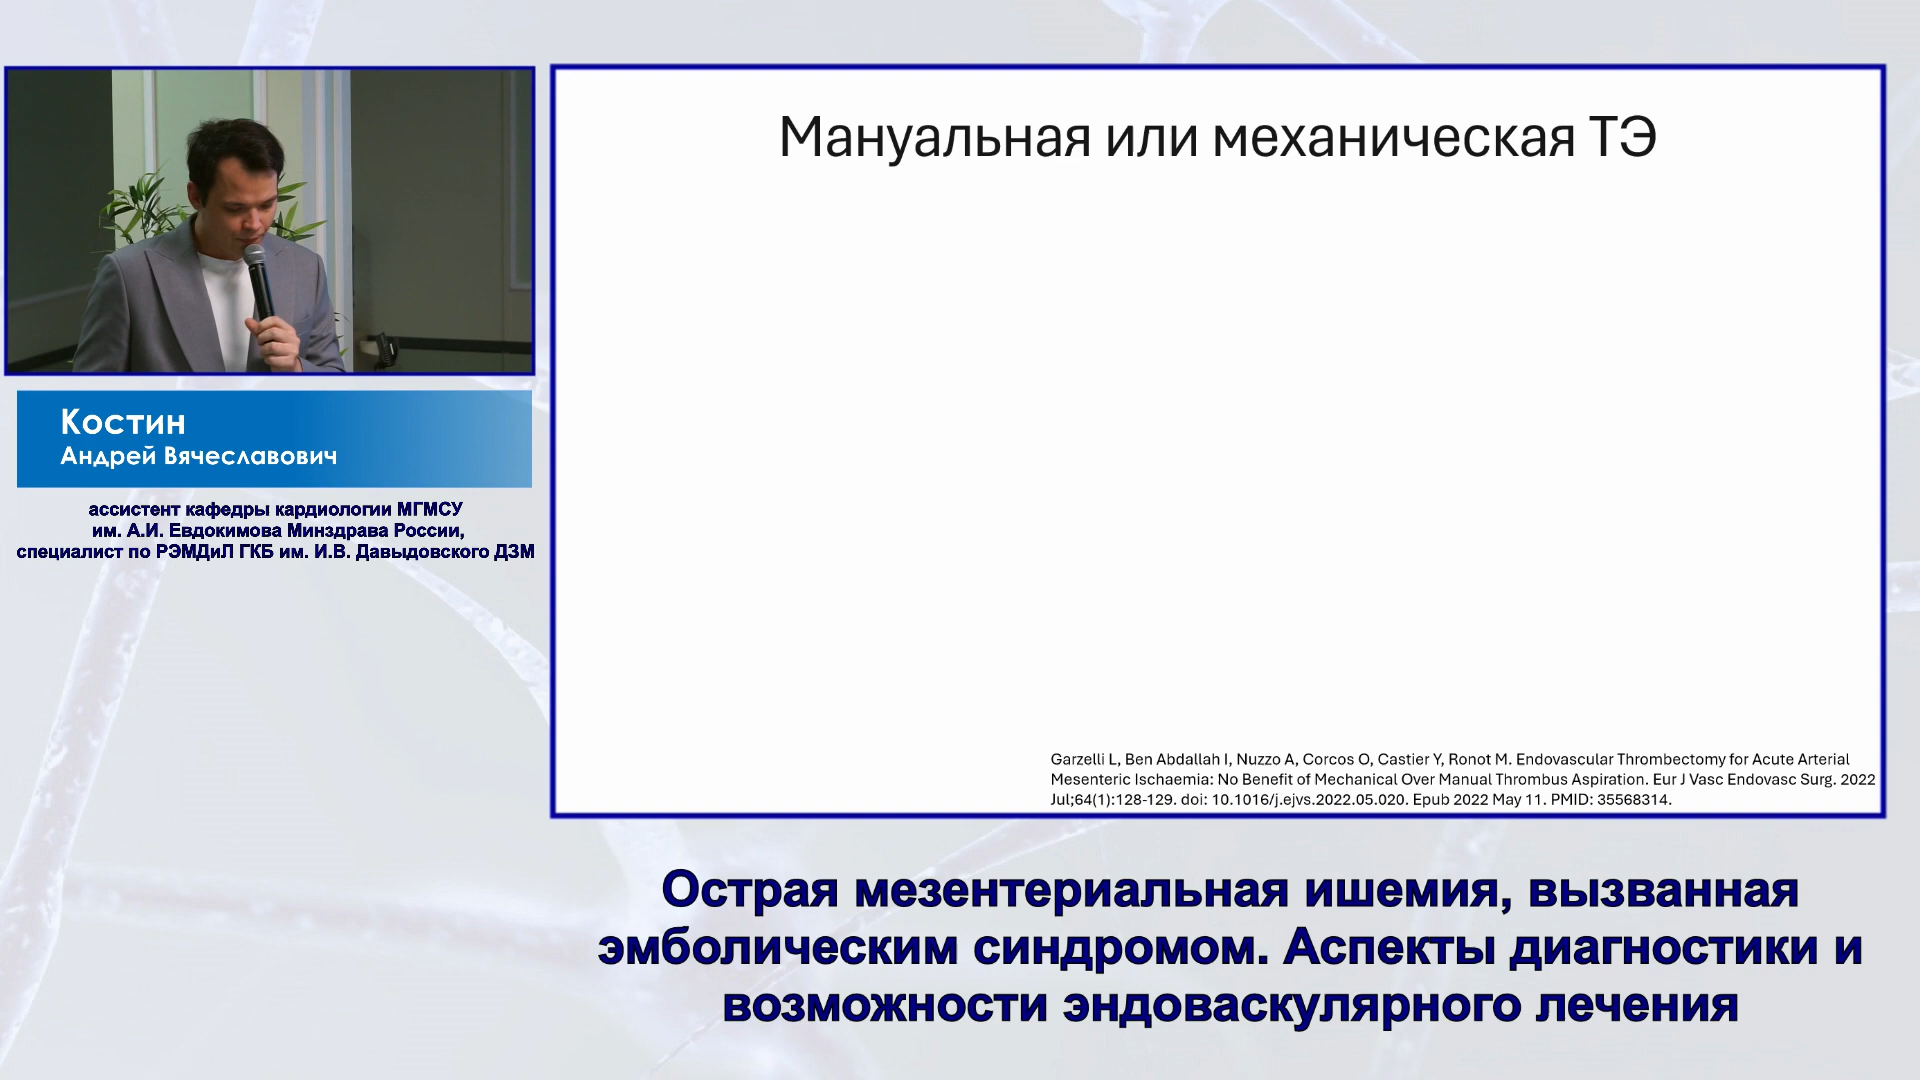 Мануальная или механическая ТЭ
Костин
Андрей Вячеславович
ассистент кафедры кардиологии МГМСУ
им. А.И. Евдокимова Минздрава России,
специалист по РЭМДиЛ ГКБ им. И.В. Давыдовского ДЗМ
Garzelli L, Ben Abdallah I, Nuzzo A, Corcos O, Castier Y, Ronot M. Endovascular Thrombectomy for Acute Arterial
Mesenteric Ischaemia: No Benefit of Mechanical Over Manual Thrombus Aspiration. Eur J Vasc Endovasc Surg. 2022
Jul;64(1):128-129. doi: 10.1016/j.ejvs.2022.05.020. Epub 2022 May 11. PMID: 35568314.
Острая мезентериальная ишемия, вызванная
эмболическим синдромом. Аспекты диагностики и
возможности эндоваскулярного лечения